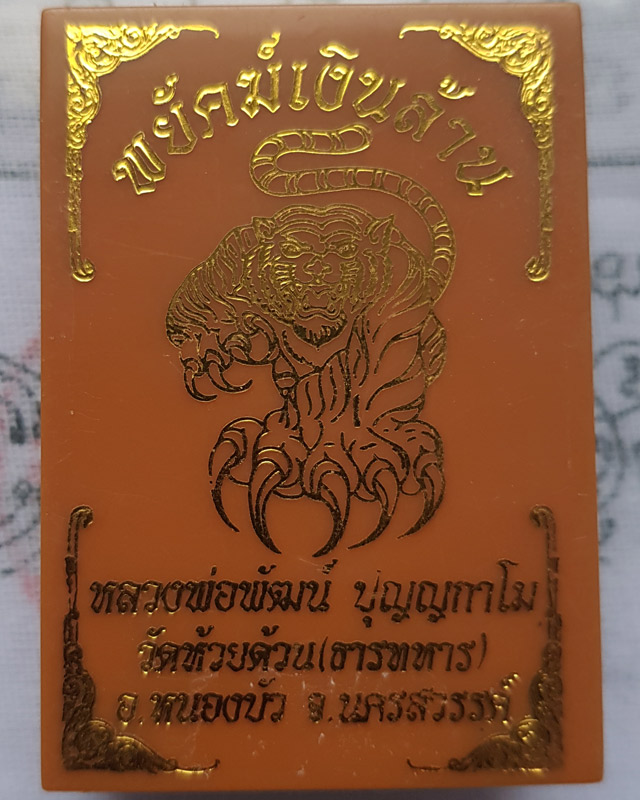 พยัคฆ์เงินล้าน
หลวงพ่อพัฒน์ ปุญญกาโม
วัดห้วยด้วน(ธารทหาร)
อ.หนองบัว จ.นครสวรรค์